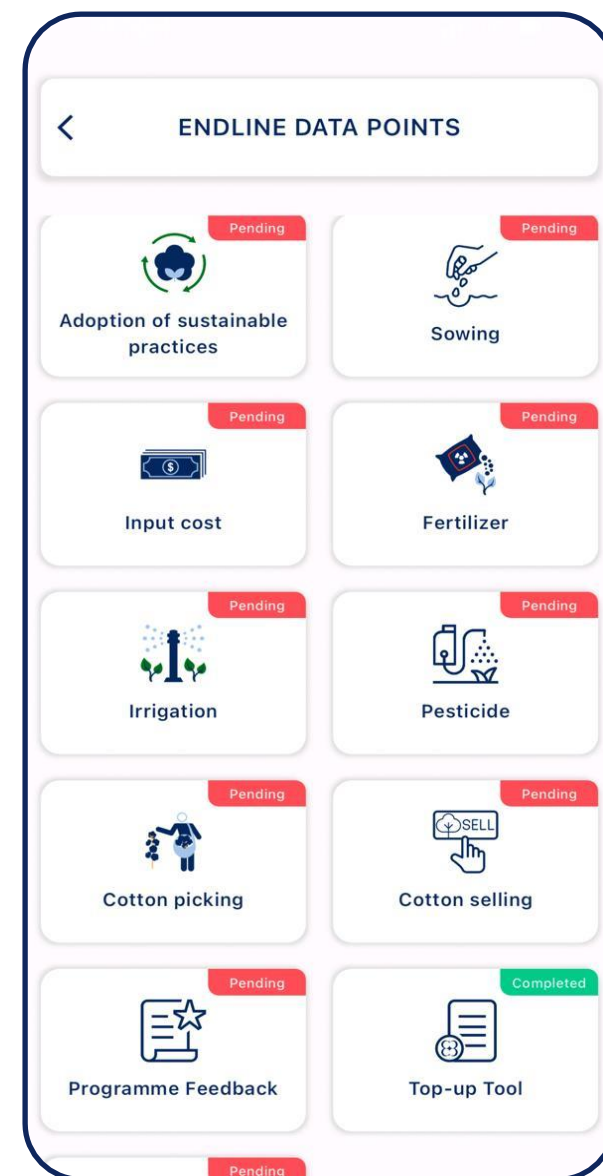 ENDLINE DATA POINTS
Pending
Adoption of sustainable
practices
Pending
Sowing
Pending
Input cost
Pending
Fertilizer
Pending
Irrigation
Pending
Pesticide
Pending
Cotton picking
Pending
SELL
Cotton selling
Pending
Programme Feedback
Completed
Top-up Tool
Pending